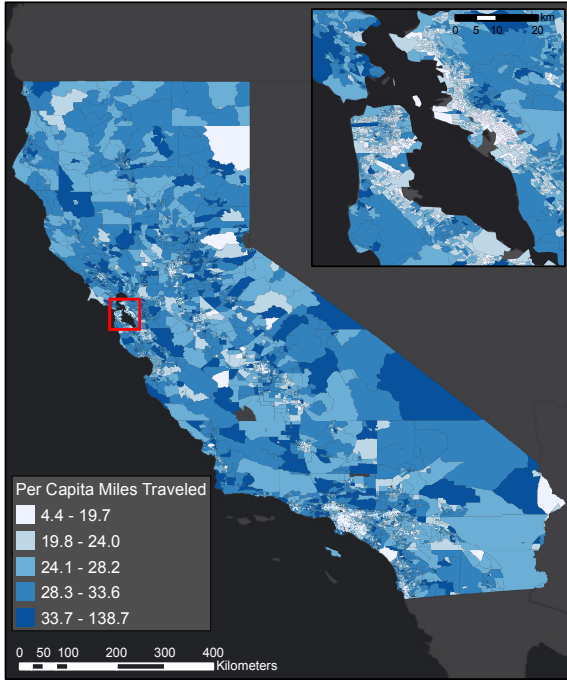 km
0 5 10 20
Per Capita Miles Traveled
4.4 - 19.7
19.8 - 24.0
24.1 - 28.2
28.3 - 33.6
33.7 - 138.7
0 50 100 200 300 400
Kilometers